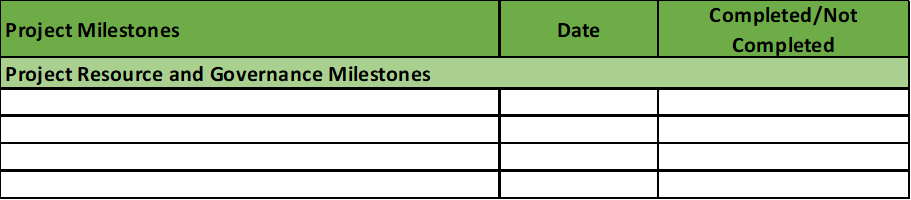 Project Milestones
Date
Completed/Not
Completed
Project Resource and Governance Milestones